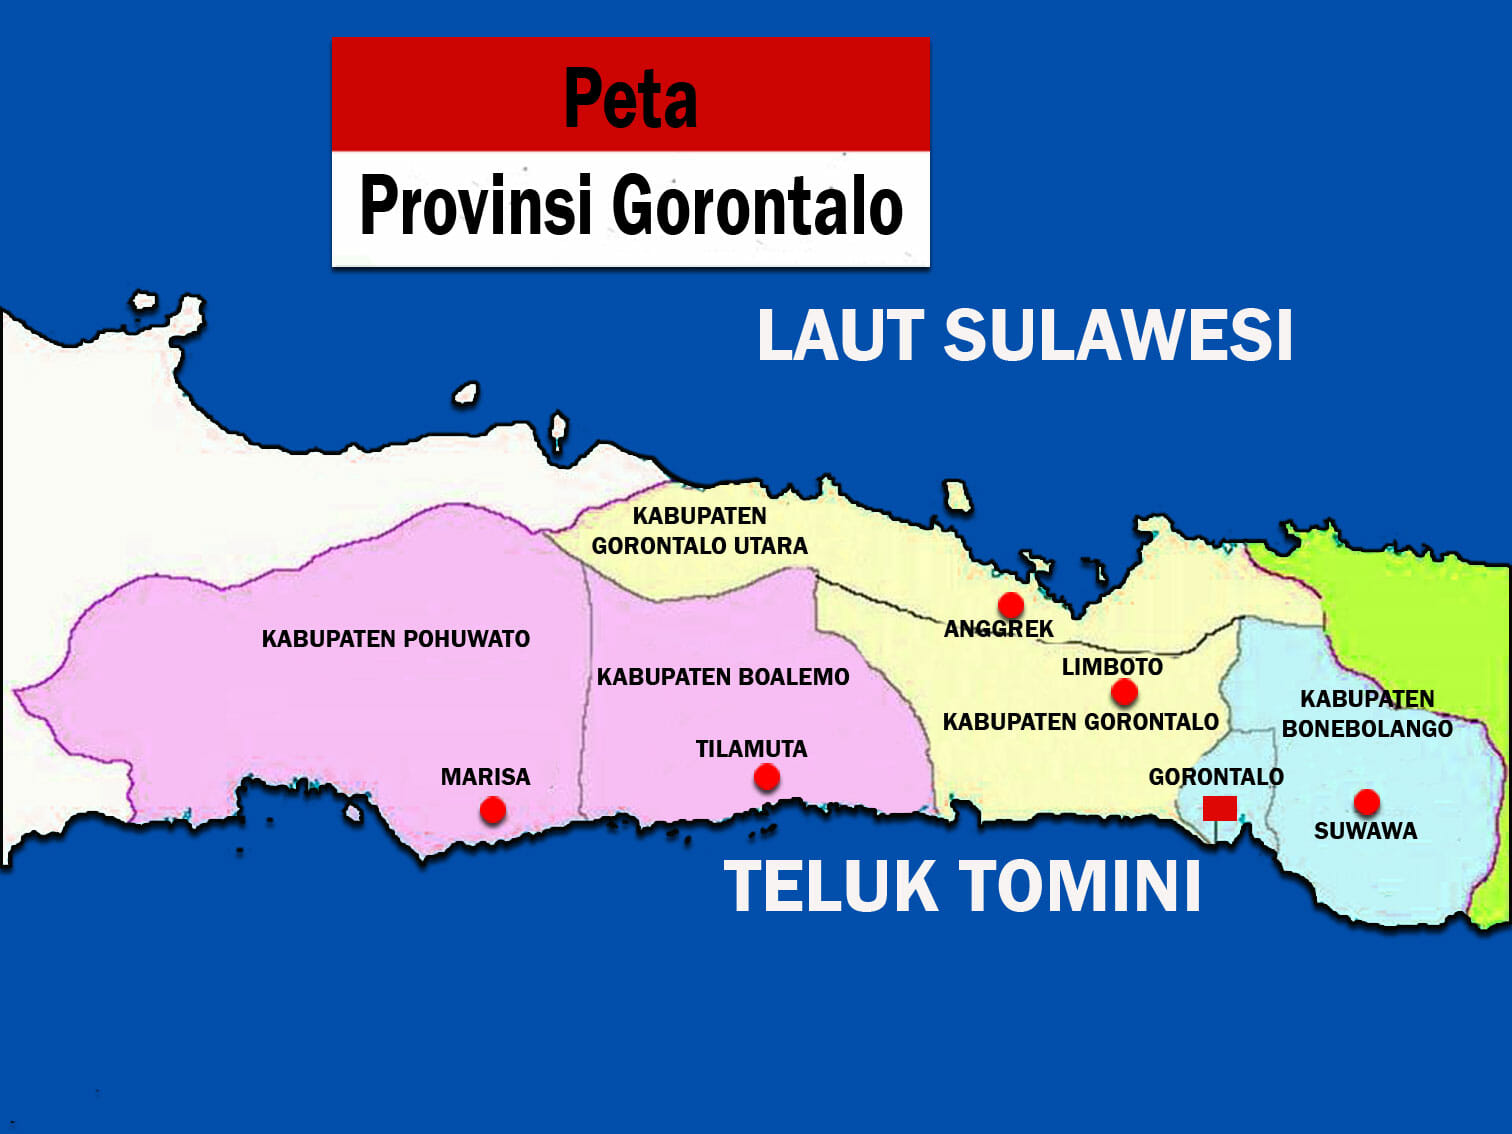 Peta
Provinsi Gorontalo
LAUT SULAWESI
KABUPATEN
GORONTALO UTARA
ANGGREK
KABUPATEN POHUWATO
LIMBOTO
KABUPATEN BOALEMO
KABUPATEN
BONEBOLANGO
KABUPATEN GORONTALO
TILAMUTA
MARISA
GORONTALO
SUWAWA
TELUK TOMINI